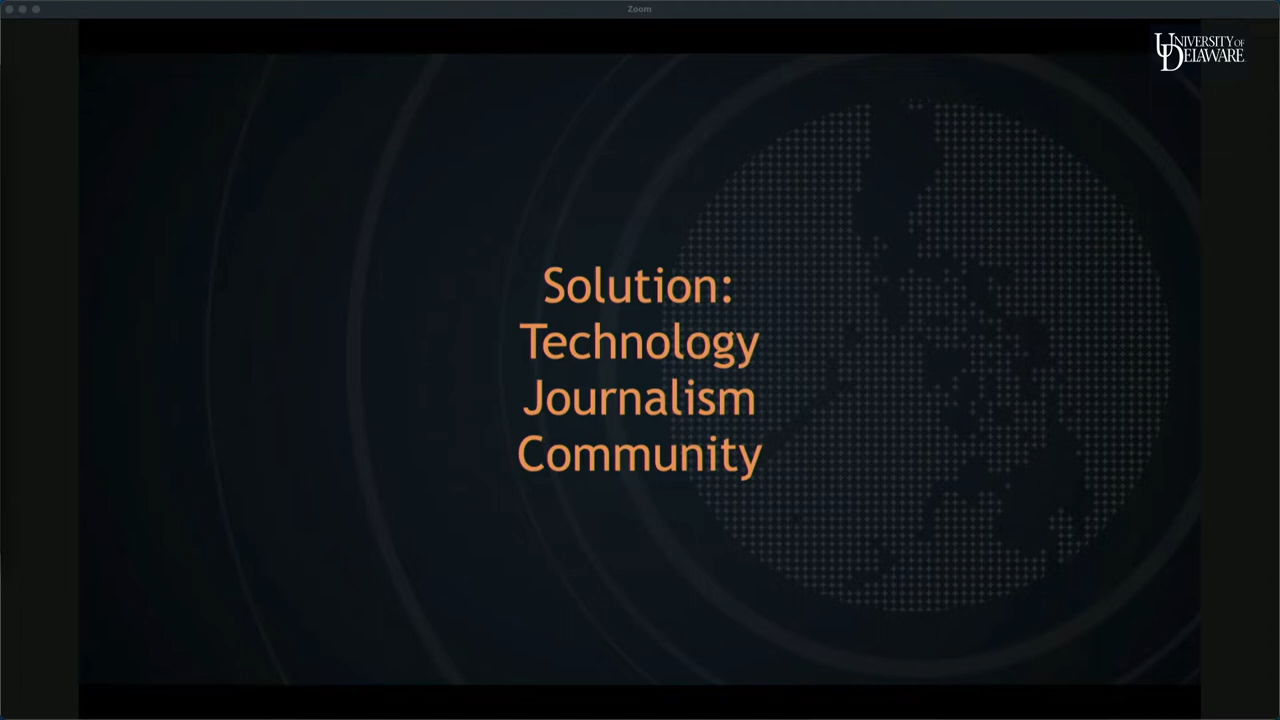 Zoom
UNIVERSITY OF
DELAWARE
Solution:
Technology
Journalism
Community